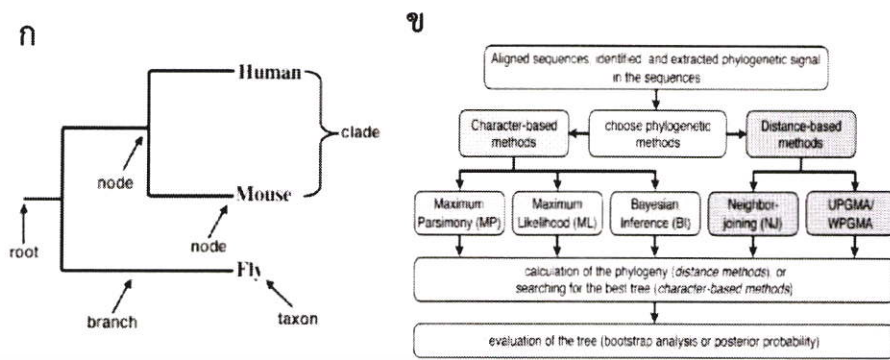 ก
Human
clade
node
Mouse
root
node
Fly
branch
taxon
ข
Aligned sequences, identified and extracted phylogenetic signal
in the sequences
Character-based
methods
choose phylogenetic
methods
Distance-based
methods
Maximum
Parsimony (MP)
Maximum
Likelihood (ML)
Bayesian
Inference (BI)
Neighbor-
joining (NJ)
UPGMA/
WPGMA
calculation of the phylogeny (distance methods), or
searching for the best tree (character-based methods)
evaluation of the tree (bootstrap analysis or posterior probability)